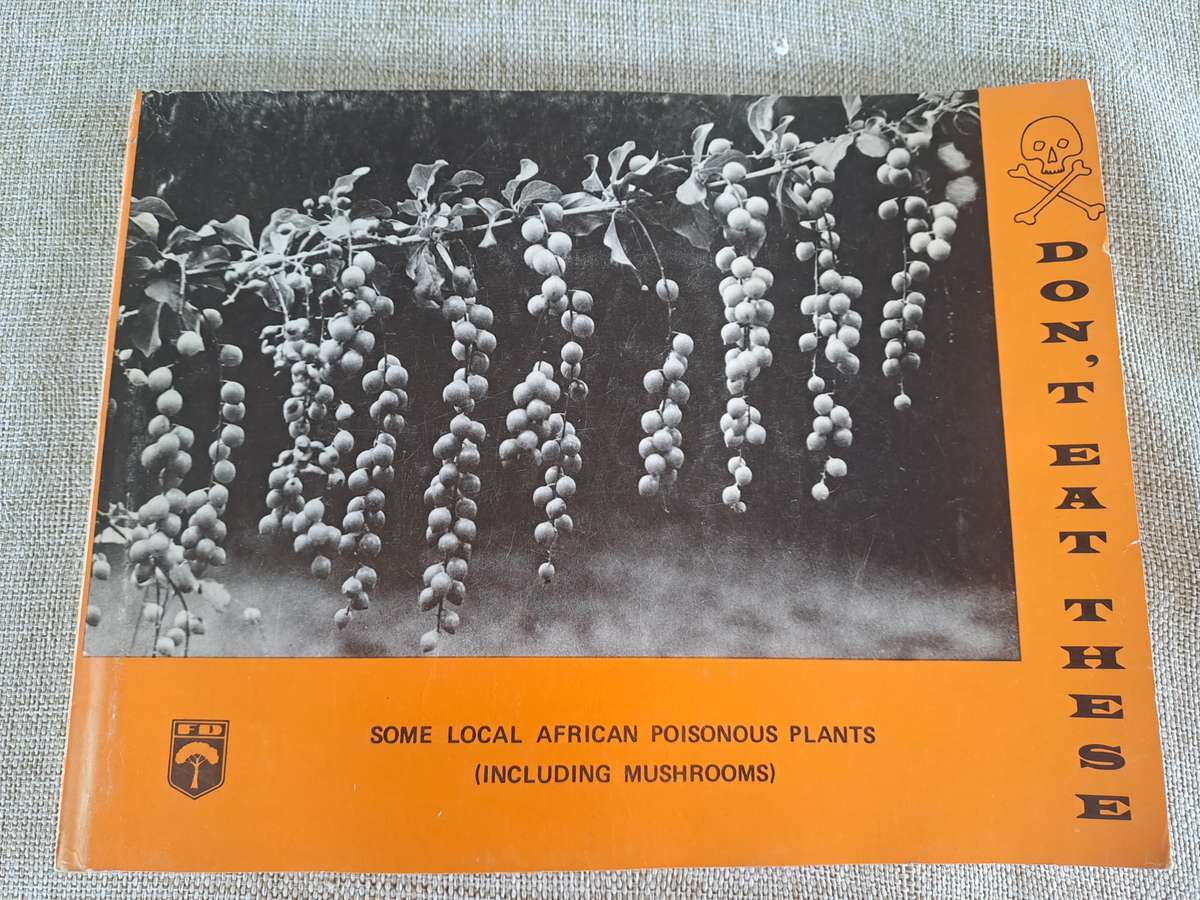 DON'T EAT THESE
SOME LOCAL AFRICAN POISONOUS PLANTS
(INCLUDING MUSHROOMS)
FD